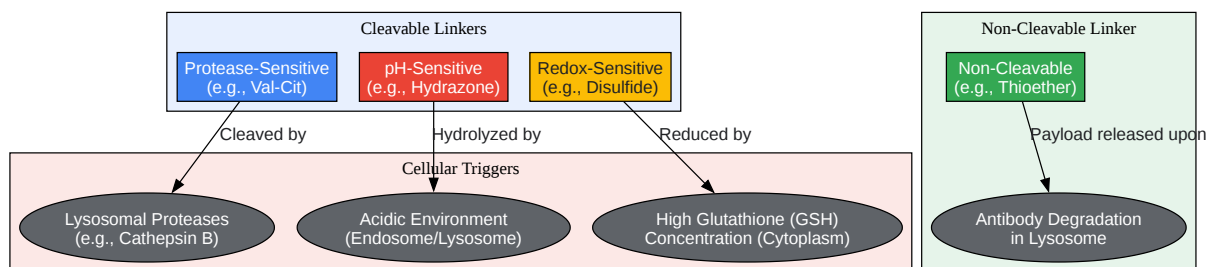 Cleavable Linkers
Protease-Sensitive
(e.g., Val-Cit)
pH-Sensitive
(e.g., Hydrazone)
Redox-Sensitive
(e.g., Disulfide)
Non-Cleavable Linker
Non-Cleavable
(e.g., Thioether)
Cleaved by
Hydrolyzed by
Reduced by
Payload released upon
Cellular Triggers
Lysosomal Proteases
(e.g., Cathepsin B)
Acidic Environment
(Endosome/Lysosome)
High Glutathione (GSH)
Concentration (Cytoplasm)
Antibody Degradation
in Lysosome